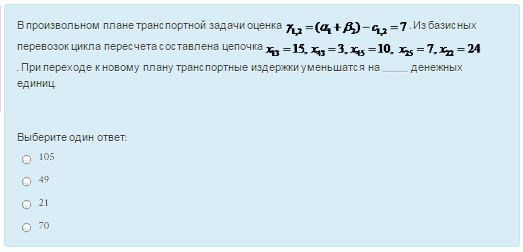 В произвольном плане транспортной задачи оценка γ₁,₂ = (α₁ + β₂) − c₁,₂ = 7. Из базисных
перевозок цикла пересчета составлена цепочка x₁₃ = 15, x₄₃ = 3, x₄₅ = 10, x₂₅ = 7, x₂₂ = 24
. При переходе к новому плану транспортные издержки уменьшатся на _____ денежных
единиц.
Выберите один ответ:
105
49
21
70